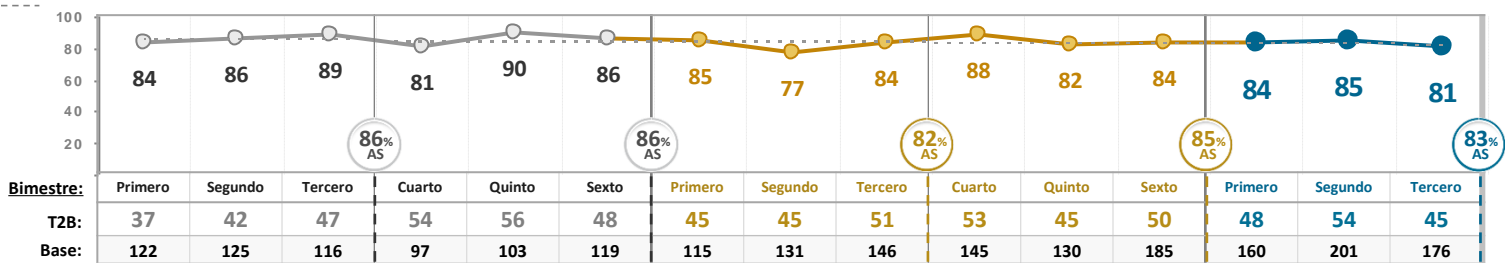 100
80
60
40
20
84 86 89 81 90 86 85 77 84 88 82 84 84 85 81
86% AS 86% AS 82% AS 85% AS 83% AS
Bimestre: Primero Segundo Tercero Cuarto Quinto Sexto Primero Segundo Tercero Cuarto Quinto Sexto Primero Segundo Tercero
T2B: 37 42 47 54 56 48 45 45 51 53 45 50 48 54 45
Base: 122 125 116 97 103 119 115 131 146 145 130 185 160 201 176